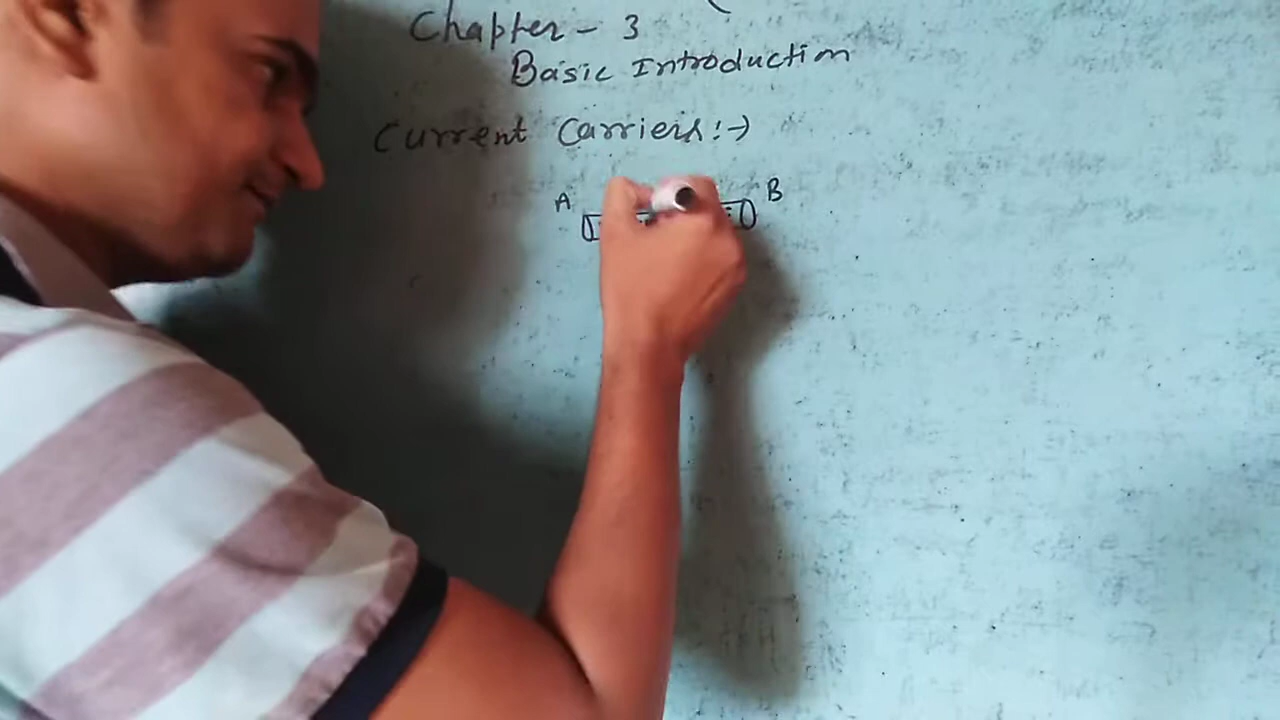 Chapter - 3
Basic Introduction
Current Carriers :->
A B